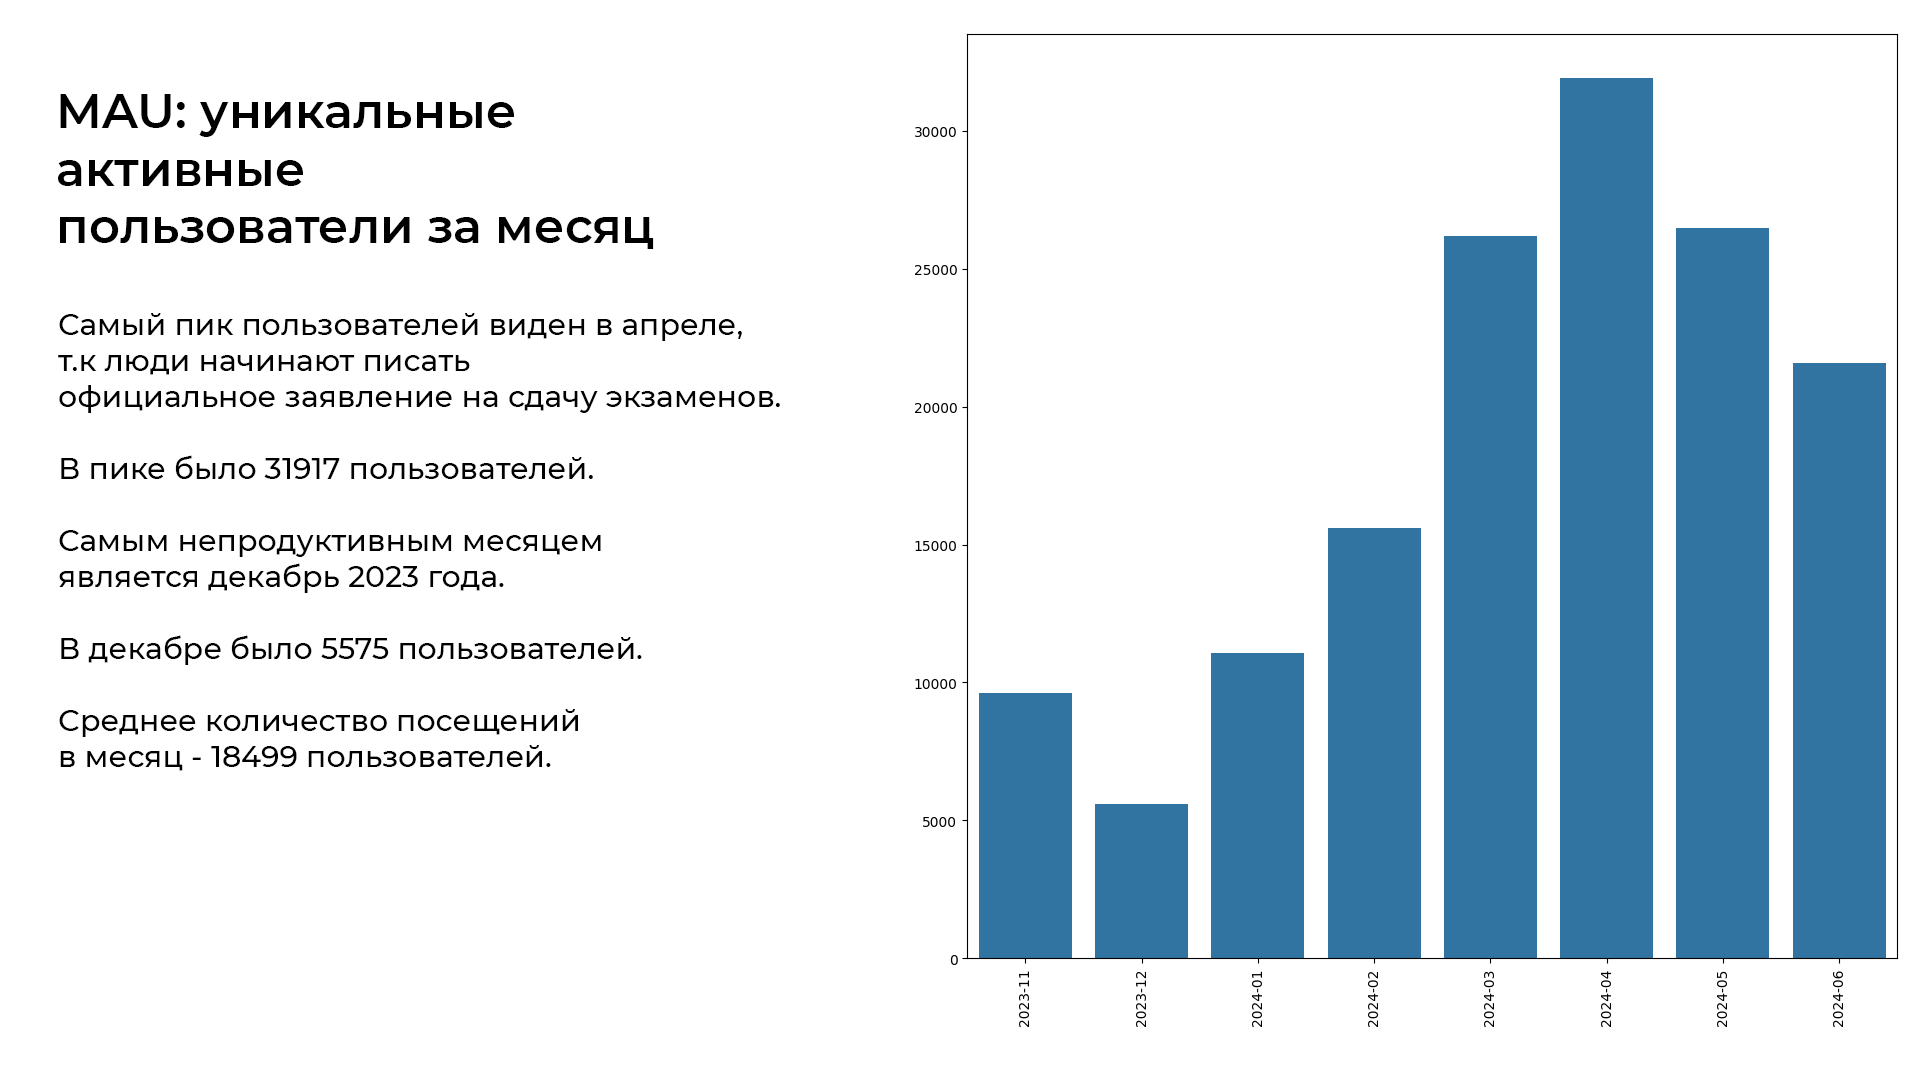 MAU: уникальные
активные
пользователи за месяц
Самый пик пользователей виден в апреле,
т.к люди начинают писать
официальное заявление на сдачу экзаменов.
В пике было 31917 пользователей.
Самым непродуктивным месяцем
является декабрь 2023 года.
В декабре было 5575 пользователей.
Среднее количество посещений
в месяц - 18499 пользователей.
30000
25000
20000
15000
10000
5000
0
2023-11
2023-12
2024-01
2024-02
2024-03
2024-04
2024-05
2024-06